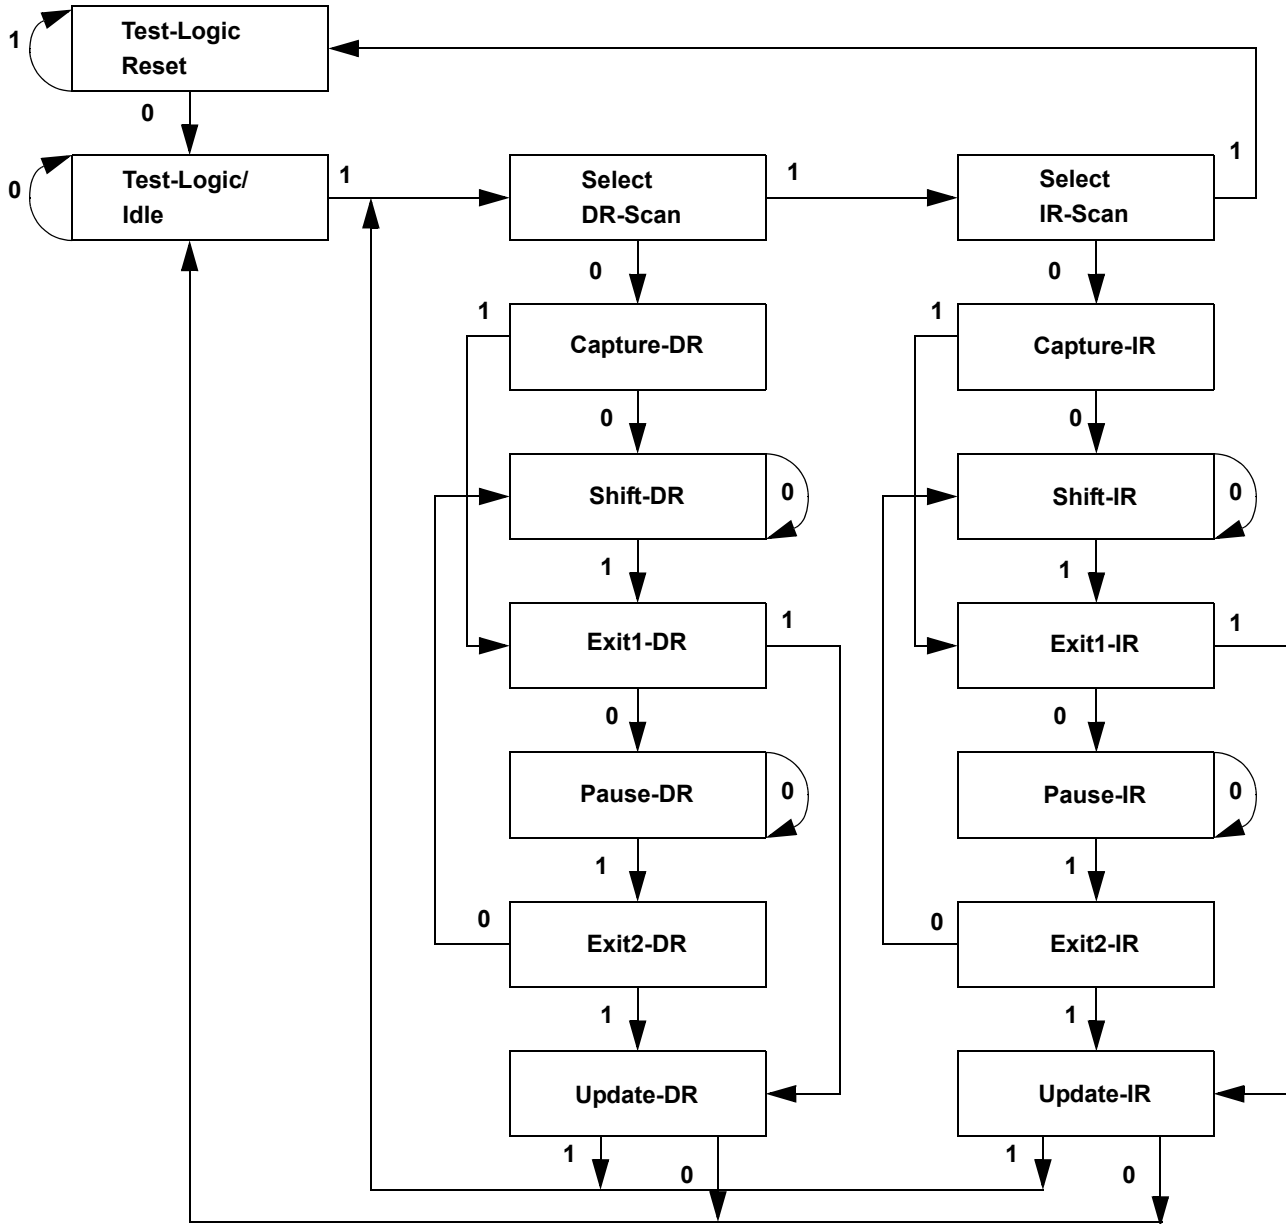 Test-Logic
Reset
1
0
Test-Logic/
Idle
0
1
Select
DR-Scan
1
Select
IR-Scan
1
0
0
1
Capture-DR
1
Capture-IR
0
0
Shift-DR
0
Shift-IR
0
1
1
Exit1-DR
1
Exit1-IR
1
0
0
Pause-DR
0
Pause-IR
0
1
1
0
Exit2-DR
0
Exit2-IR
1
1
Update-DR
Update-IR
1
0
1
0